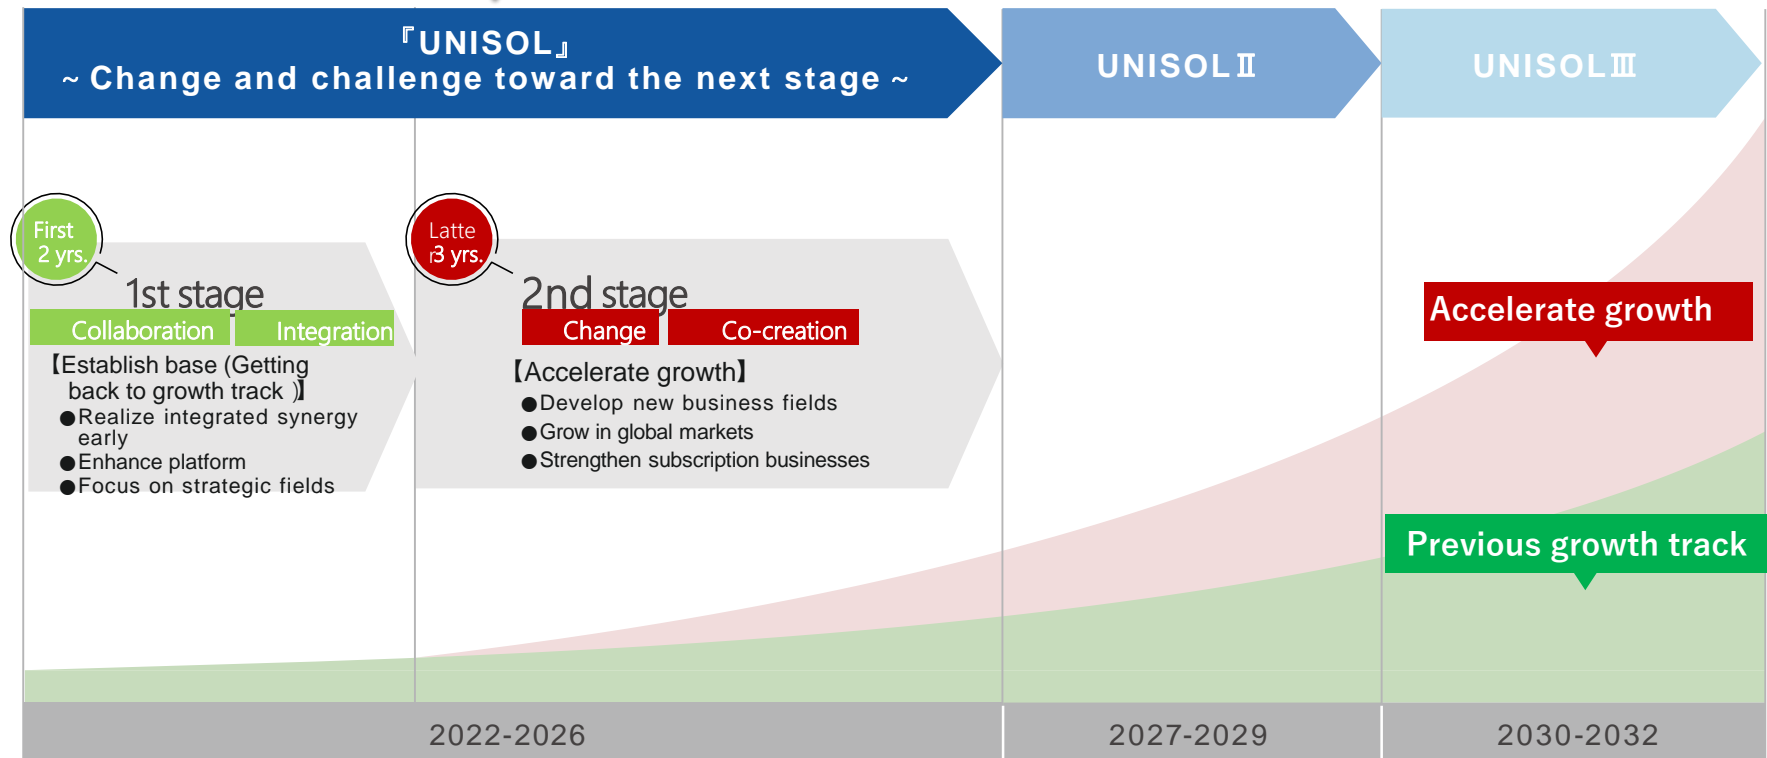 『UNISOL』
~ Change and challenge toward the next stage ~
UNISOLⅡ
UNISOLⅢ
First
2 yrs.
1st stage
Collaboration
Integration
【Establish base (Getting
back to growth track )】
●Realize integrated synergy
early
●Enhance platform
●Focus on strategic fields
Latte
r3 yrs.
2nd stage
Change
Co-creation
【Accelerate growth】
●Develop new business fields
●Grow in global markets
●Strengthen subscription businesses
Accelerate growth
Previous growth track
2022-2026
2027-2029
2030-2032